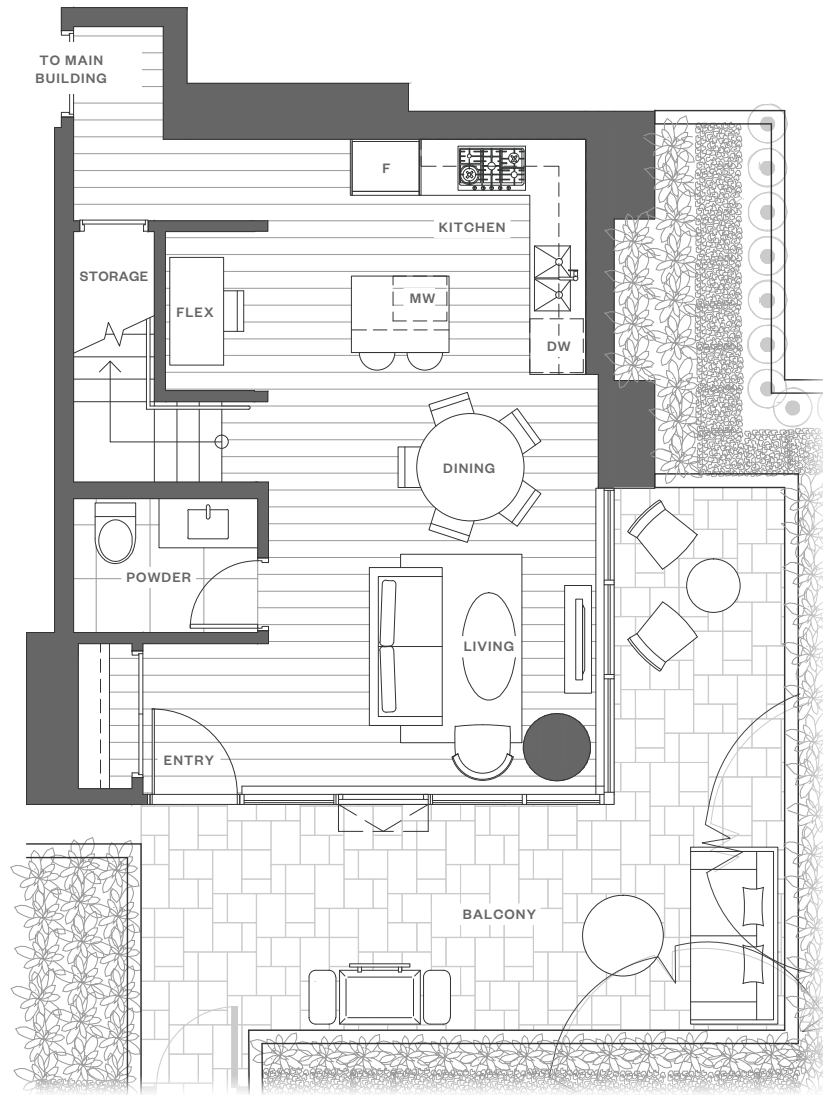 TO MAIN
BUILDING
F
KITCHEN
STORAGE
MW
FLEX
DW
DINING
POWDER
LIVING
ENTRY
BALCONY